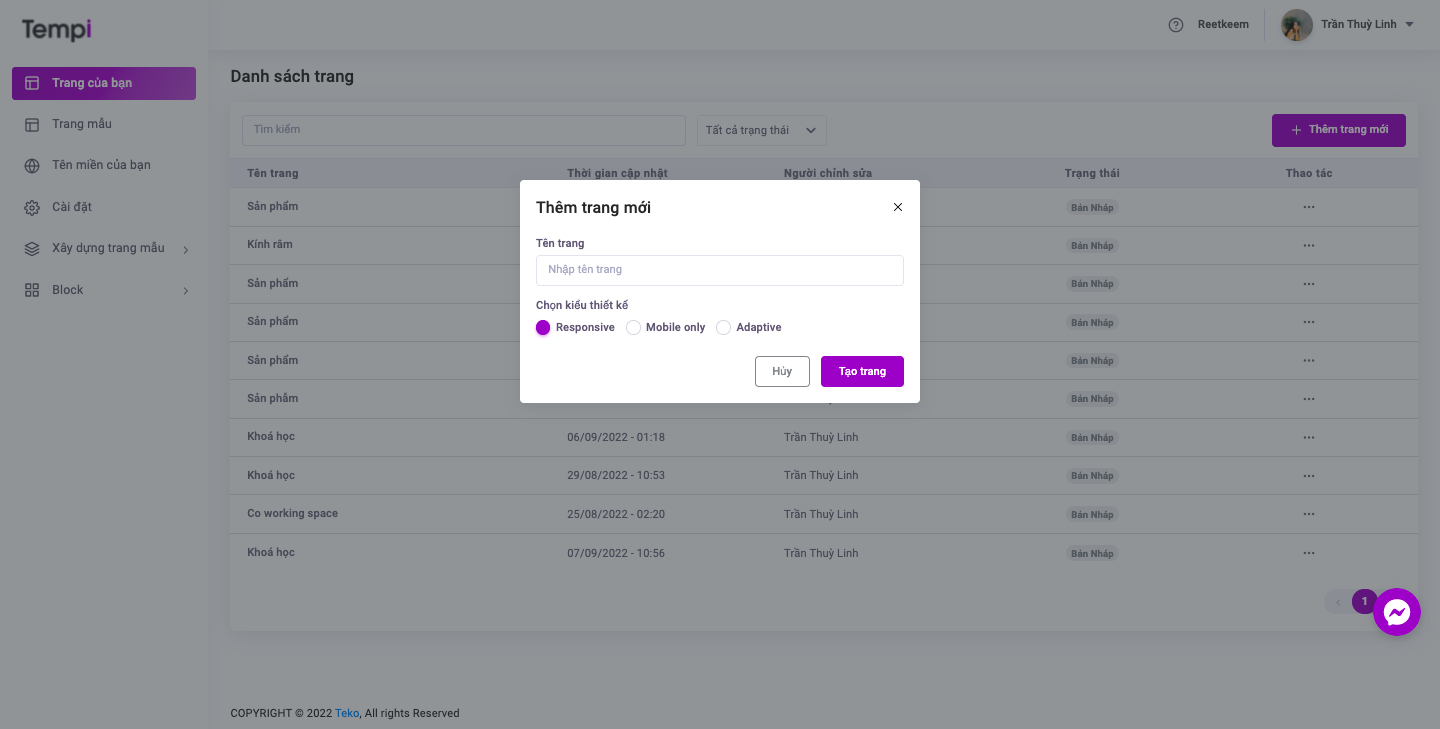 Tempi
Reetkeem
Trần Thuỳ Linh
Trang của bạn
Trang mẫu
Tên miền của bạn
Cài đặt
Xây dựng trang mẫu
Block
Danh sách trang
Tìm kiếm
Tất cả trạng thái
Thêm trang mới
Tên trang Thời gian cập nhật Người chỉnh sửa Trạng thái Thao tác
Sản phẩm Bản Nháp
Kính râm Bản Nháp
Sản phẩm Bản Nháp
Sản phẩm Bản Nháp
Sản phẩm Bản Nháp
Sản phẩm Bản Nháp
Khoá học 06/09/2022 - 01:18 Trần Thuỳ Linh Bản Nháp
Khoá học 29/08/2022 - 10:53 Trần Thuỳ Linh Bản Nháp
Co working space 25/08/2022 - 02:20 Trần Thuỳ Linh Bản Nháp
Khoá học 07/09/2022 - 10:56 Trần Thuỳ Linh Bản Nháp
1
Thêm trang mới
Tên trang
Nhập tên trang
Chọn kiểu thiết kế
Responsive Mobile only Adaptive
Hủy Tạo trang
COPYRIGHT © 2022 Teko, All rights Reserved